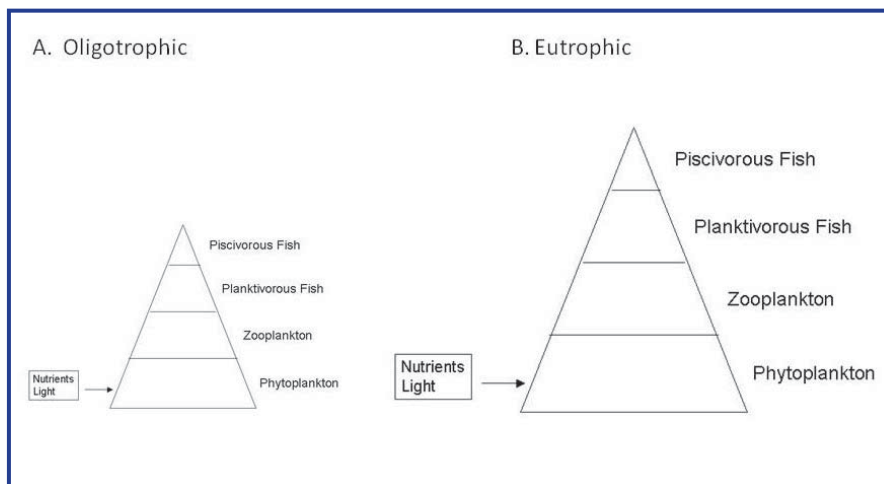 A. Oligotrophic
Piscivorous Fish
Planktivorous Fish
Zooplankton
Nutrients
Light
Phytoplankton
B. Eutrophic
Piscivorous Fish
Planktivorous Fish
Zooplankton
Nutrients
Light
Phytoplankton